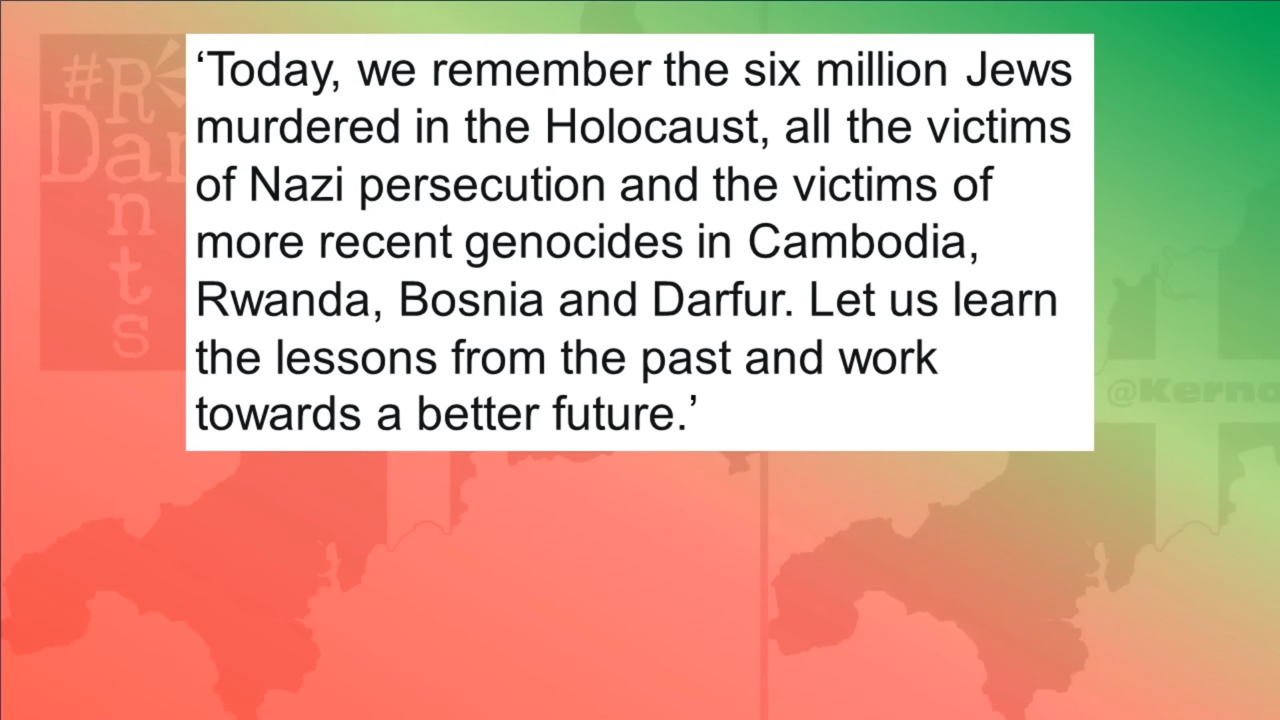 ‘Today, we remember the six million Jews
murdered in the Holocaust, all the victims
of Nazi persecution and the victims of
more recent genocides in Cambodia,
Rwanda, Bosnia and Darfur. Let us learn
the lessons from the past and work
towards a better future.’